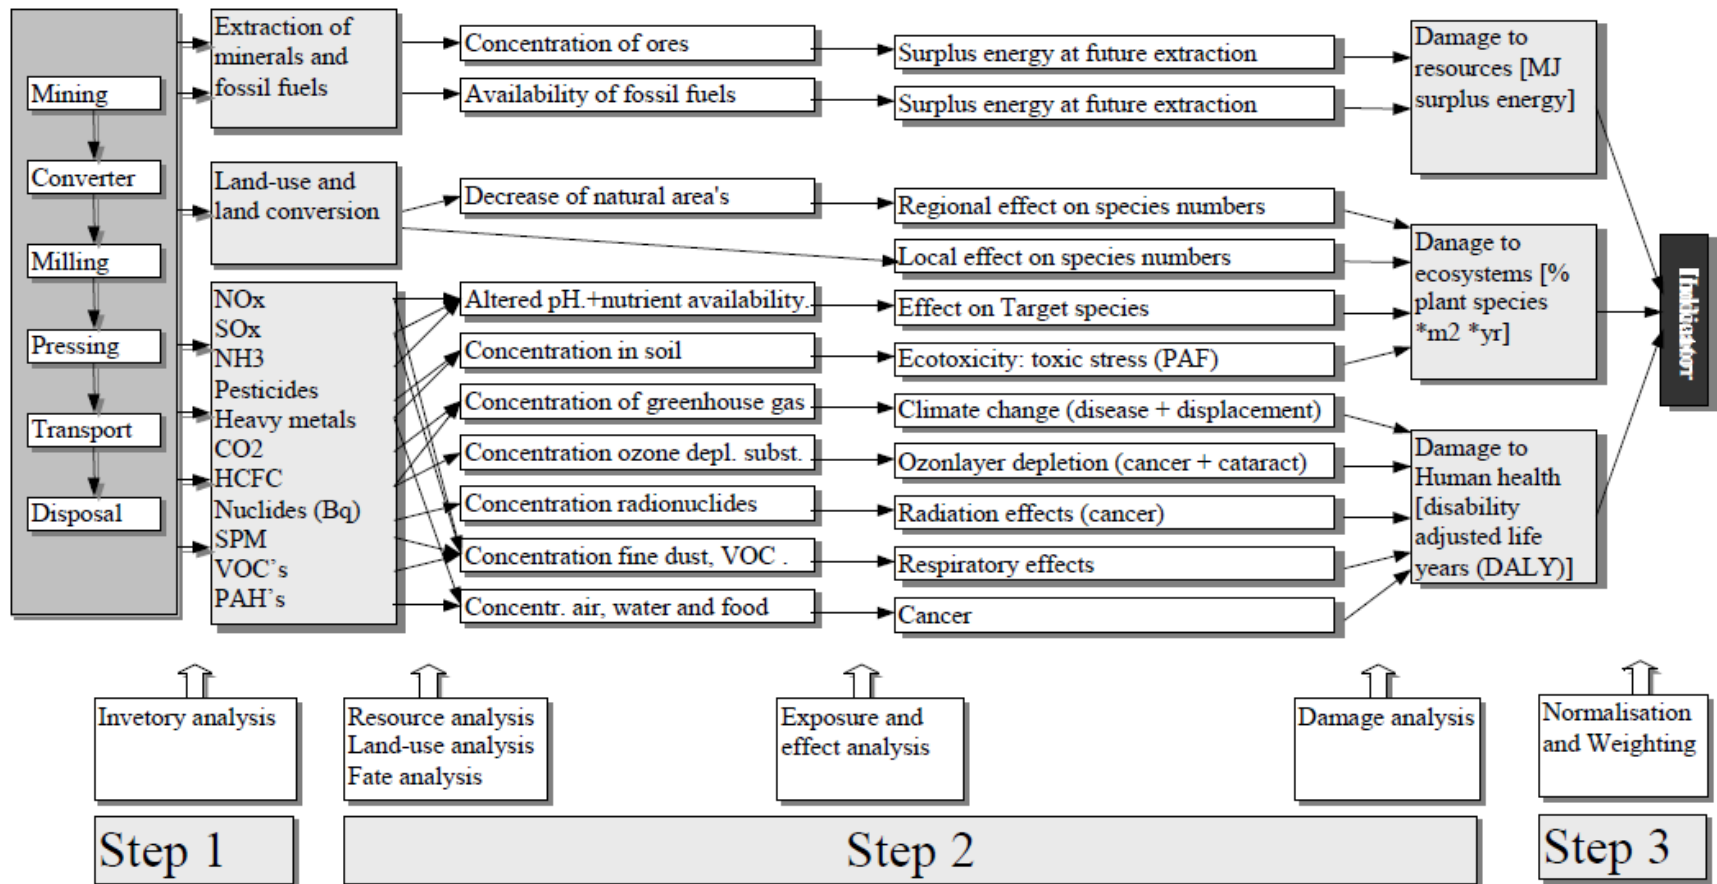 Mining
Converter
Milling
Pressing
Transport
Disposal
Extraction of
minerals and
fossil fuels
Land-use and
land conversion
NOx
SOx
NH3
Pesticides
Heavy metals
CO2
HCFC
Nuclides (Bq)
SPM
VOC's
PAH's
Concentration of ores
Availability of fossil fuels
Decrease of natural area's
Altered pH.+nutrient availability.
Concentration in soil
Concentration of greenhouse gas
Concentration ozone depl. subst.
Concentration radionuclides
Concentration fine dust, VOC .
Concentr. air, water and food
Surplus energy at future extraction
Surplus energy at future extraction
Regional effect on species numbers
Local effect on species numbers
Effect on Target species
Ecotoxicity: toxic stress (PAF)
Climate change (disease + displacement)
Ozonlayer depletion (cancer + cataract)
Radiation effects (cancer)
Respiratory effects
Cancer
Damage to
resources [MJ
surplus energy]
Danage to
ecosystems [%
plant species
*m2 *yr]
Damage to
Human health
[disability
adjusted life
years (DALY)]
Invetory analysis
Resource analysis
Land-use analysis
Fate analysis
Exposure and
effect analysis
Damage analysis
Normalisation
and Weighting
Step 1
Step 2
Step 3